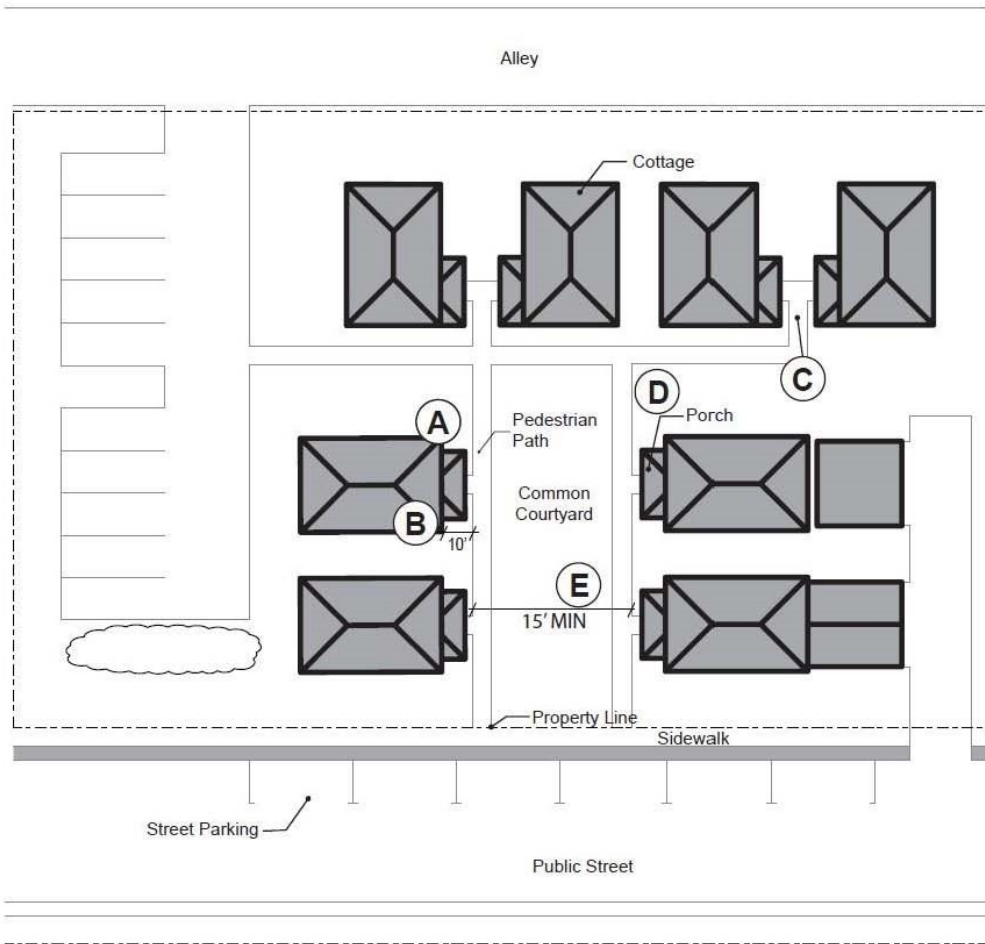 Alley
Cottage
C
D
A
Porch
Pedestrian
Path
Common
Courtyard
B
10'
E
15' MIN
Property Line
Sidewalk
Street Parking
Public Street